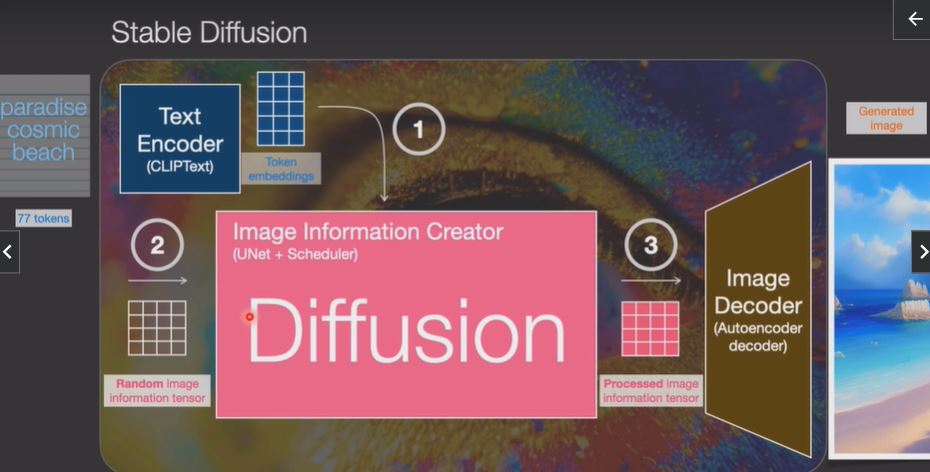 Stable Diffusion
paradise
cosmic
beach
77 tokens
Text
Encoder
(CLIPText)
Token
embeddings
1
2
Random image
information tensor
Image Information Creator
(UNet + Scheduler)
Diffusion
3
Processed image
information tensor
Image
Decoder
(Autoencoder
decoder)
Generated
image